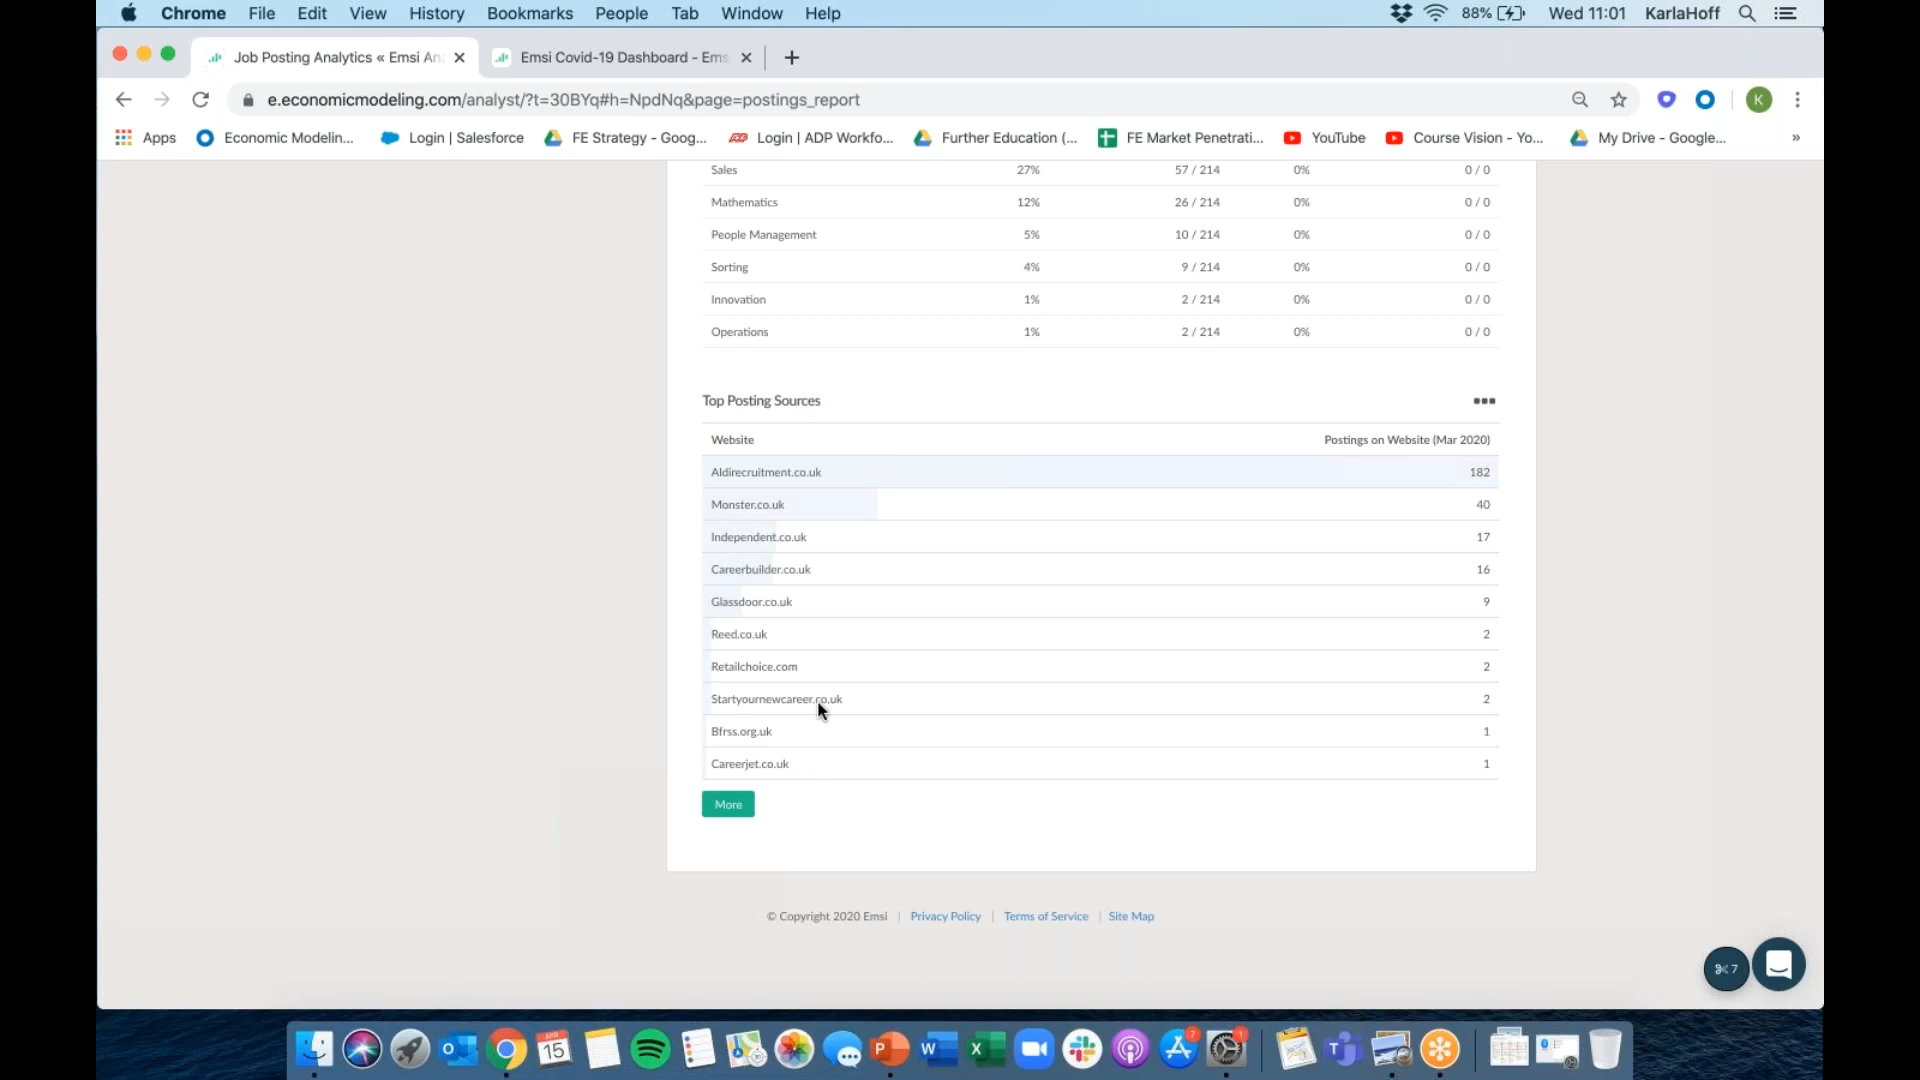 Chrome File Edit View History Bookmarks People Tab Window Help 88% Wed 11:01 KarlaHoff
Job Posting Analytics « Emsi An Emsi Covid-19 Dashboard - Ems
e.economicmodeling.com/analyst/?t=30BYq#h=NpdNq&page=postings_report K
Apps Economic Modelin... Login | Salesforce FE Strategy - Goog... Login | ADP Workfo... Further Education (... FE Market Penetrati... YouTube Course Vision - Yo... My Drive - Google... »
Sales 27% 57 / 214 0% 0 / 0
Mathematics 12% 26 / 214 0% 0 / 0
People Management 5% 10 / 214 0% 0 / 0
Sorting 4% 9 / 214 0% 0 / 0
Innovation 1% 2 / 214 0% 0 / 0
Operations 1% 2 / 214 0% 0 / 0
Top Posting Sources
Website Postings on Website (Mar 2020)
Aldirecruitment.co.uk 182
Monster.co.uk 40
Independent.co.uk 17
Careerbuilder.co.uk 16
Glassdoor.co.uk 9
Reed.co.uk 2
Retailchoice.com 2
Startyournewcareer.co.uk 2
Bfrss.org.uk 1
Careerjet.co.uk 1
More
© Copyright 2020 Emsi | Privacy Policy | Terms of Service | Site Map
7
APR
15
P W X 7 1